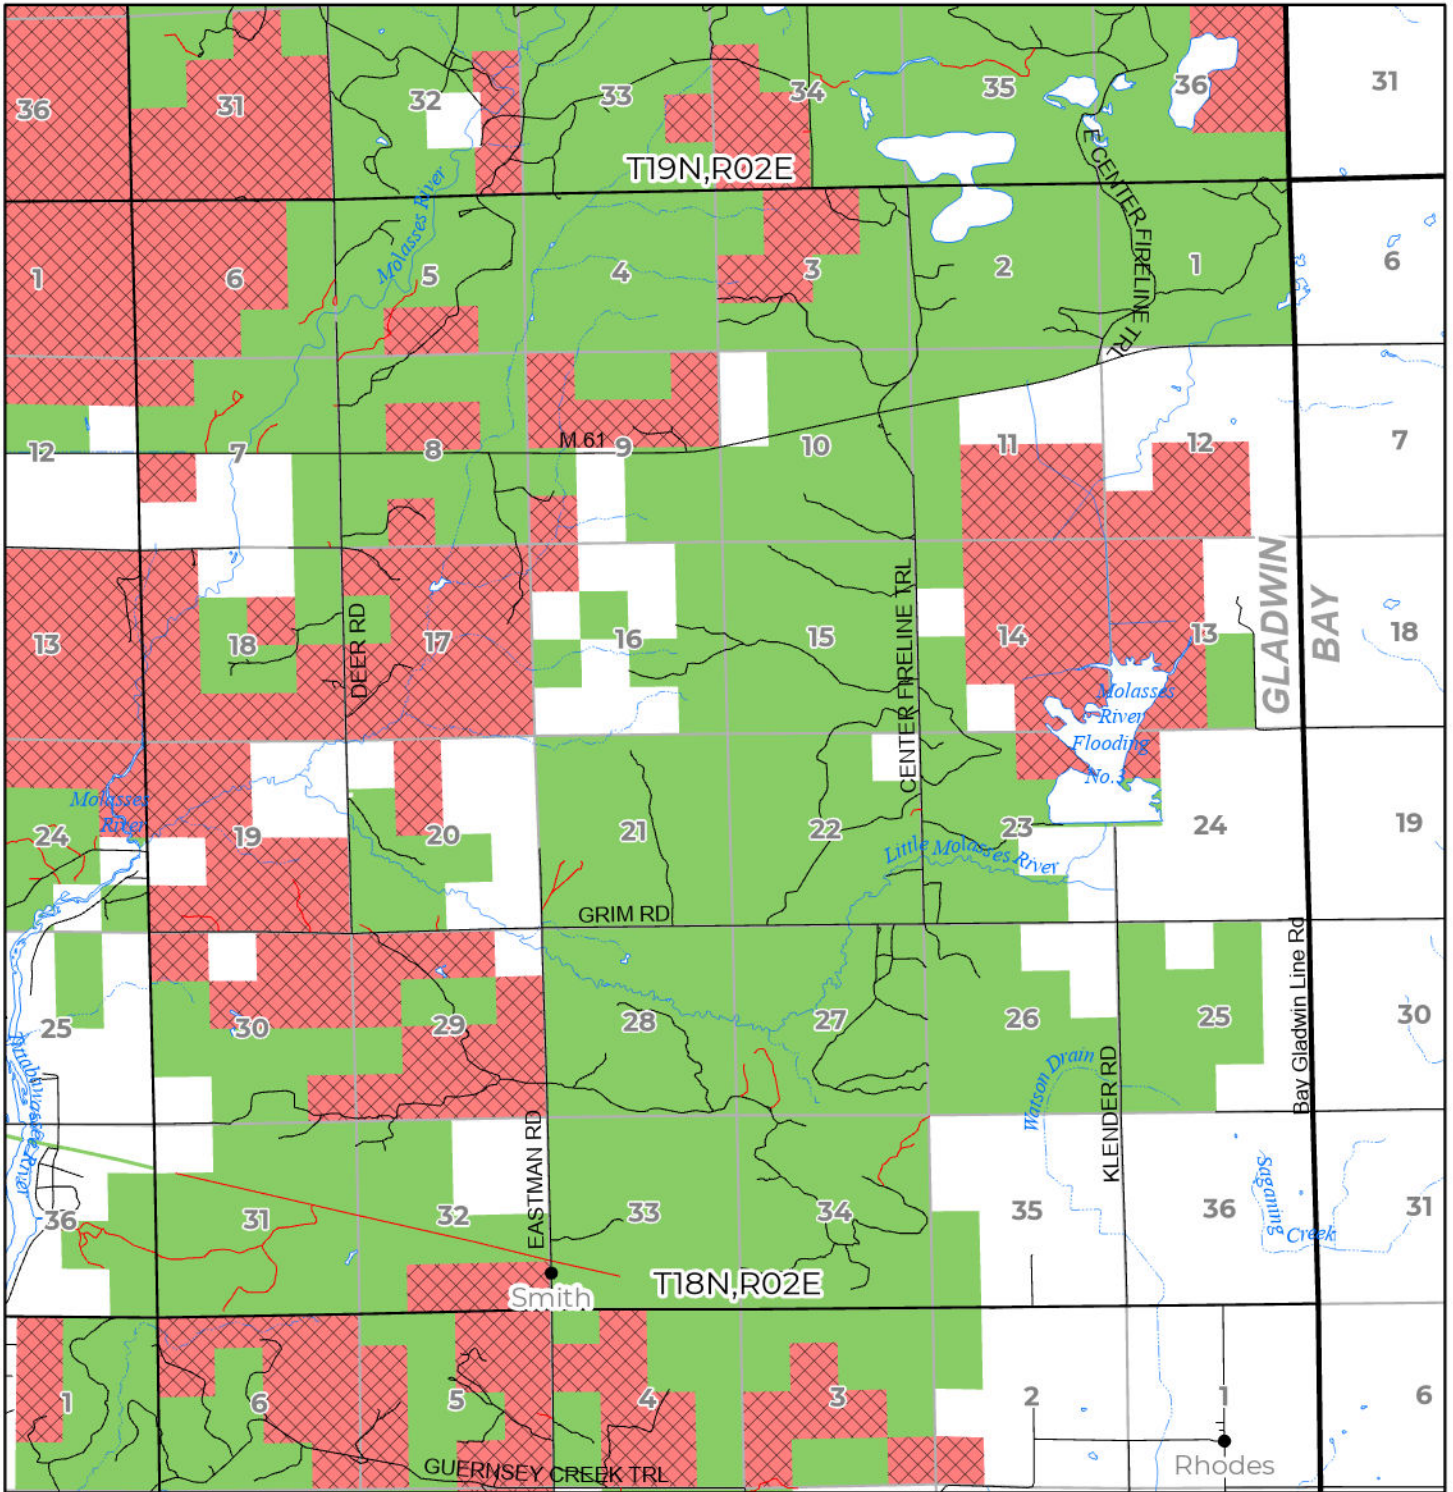 36
31
32
33
34
35
36
31
T19N,R02E
E CENTER FIRELINE TRL
Molasses River
1
6
5
4
3
2
1
6
12
7
8
M 61
9
10
11
12
7
13
18
DEER RD
17
16
15
CENTER FIRELINE TRL
14
13
GLADWIN
BAY
18
Molasses
River
Flooding
No.3
Molasses
River
24
19
20
21
22
23
24
19
Little Molasses River
GRIM RD
25
30
29
28
27
26
25
30
Bay Gladwin Line Rd
Tittabawassee River
Watson Drain
KLENDER RD
EASTMAN RD
36
31
32
33
34
35
36
31
Saganing
Creek
T18N,R02E
Smith
1
6
5
4
3
2
1
6
GUERNSEY CREEK TRL
Rhodes